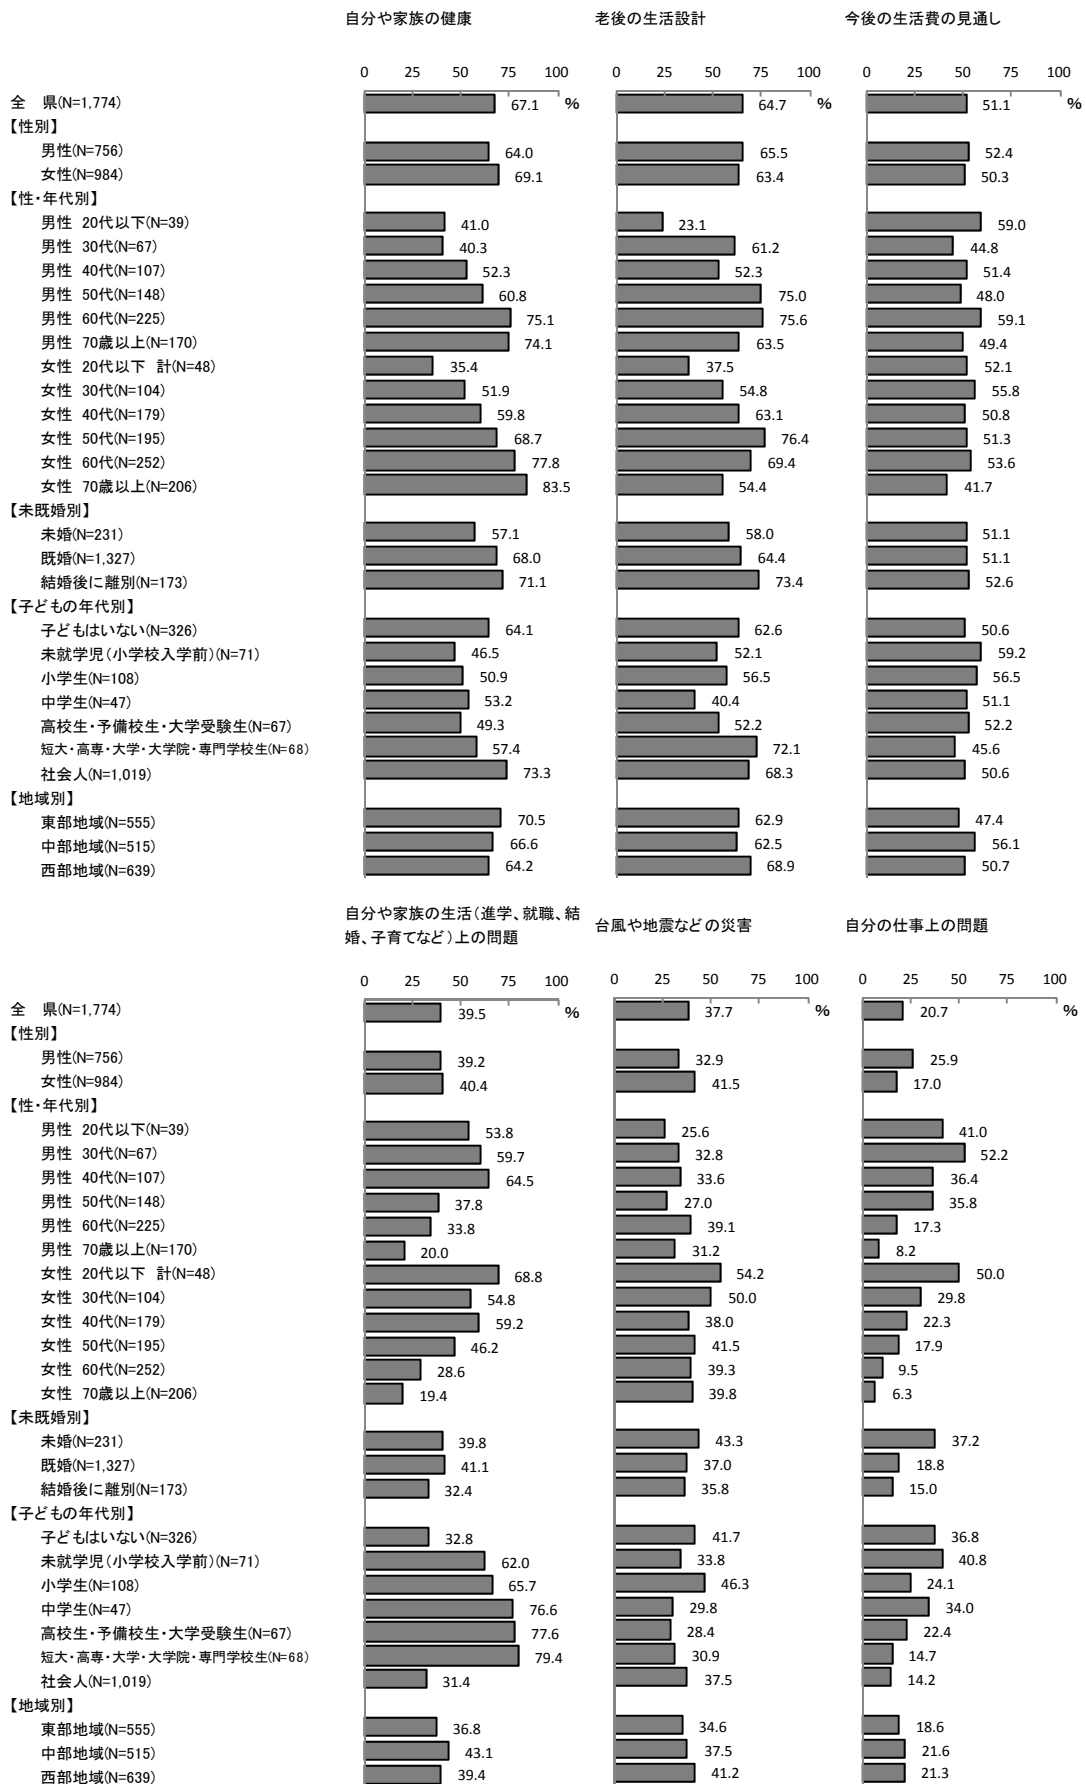 自分や家族の健康 老後の生活設計 今後の生活費の見通し
0 25 50 75 100 0 25 50 75 100 0 25 50 75 100
全 県(N=1,774) 67.1 % 64.7 % 51.1 %
【性別】
男性(N=756) 64.0 65.5 52.4
女性(N=984) 69.1 63.4 50.3
【性・年代別】
男性 20代以下(N=39) 41.0 23.1 59.0
男性 30代(N=67) 40.3 61.2 44.8
男性 40代(N=107) 52.3 52.3 51.4
男性 50代(N=148) 60.8 75.0 48.0
男性 60代(N=225) 75.1 75.6 59.1
男性 70歳以上(N=170) 74.1 63.5 49.4
女性 20代以下 計(N=48) 35.4 37.5 52.1
女性 30代(N=104) 51.9 54.8 55.8
女性 40代(N=179) 59.8 63.1 50.8
女性 50代(N=195) 68.7 76.4 51.3
女性 60代(N=252) 77.8 69.4 53.6
女性 70歳以上(N=206) 83.5 54.4 41.7
【未既婚別】
未婚(N=231) 57.1 58.0 51.1
既婚(N=1,327) 68.0 64.4 51.1
結婚後に離別(N=173) 71.1 73.4 52.6
【子どもの年代別】
子どもはいない(N=326) 64.1 62.6 50.6
未就学児(小学校入学前)(N=71) 46.5 52.1 59.2
小学生(N=108) 50.9 56.5 56.5
中学生(N=47) 53.2 40.4 51.1
高校生・予備校生・大学受験生(N=67) 49.3 52.2 52.2
短大・高専・大学・大学院・専門学校生(N=68) 57.4 72.1 45.6
社会人(N=1,019) 73.3 68.3 50.6
【地域別】
東部地域(N=555) 70.5 62.9 47.4
中部地域(N=515) 66.6 62.5 56.1
西部地域(N=639) 64.2 68.9 50.7
自分や家族の生活(進学、就職、結
婚、子育てなど)上の問題 台風や地震などの災害 自分の仕事上の問題
0 25 50 75 100 0 25 50 75 100 0 25 50 75 100
全 県(N=1,774) 39.5 % 37.7 % 20.7 %
【性別】
男性(N=756) 39.2 32.9 25.9
女性(N=984) 40.4 41.5 17.0
【性・年代別】
男性 20代以下(N=39) 53.8 25.6 41.0
男性 30代(N=67) 59.7 32.8 52.2
男性 40代(N=107) 64.5 33.6 36.4
男性 50代(N=148) 37.8 27.0 35.8
男性 60代(N=225) 33.8 39.1 17.3
男性 70歳以上(N=170) 20.0 31.2 8.2
女性 20代以下 計(N=48) 68.8 54.2 50.0
女性 30代(N=104) 54.8 50.0 29.8
女性 40代(N=179) 59.2 38.0 22.3
女性 50代(N=195) 46.2 41.5 17.9
女性 60代(N=252) 28.6 39.3 9.5
女性 70歳以上(N=206) 19.4 39.8 6.3
【未既婚別】
未婚(N=231) 39.8 43.3 37.2
既婚(N=1,327) 41.1 37.0 18.8
結婚後に離別(N=173) 32.4 35.8 15.0
【子どもの年代別】
子どもはいない(N=326) 32.8 41.7 36.8
未就学児(小学校入学前)(N=71) 62.0 33.8 40.8
小学生(N=108) 65.7 46.3 24.1
中学生(N=47) 76.6 29.8 34.0
高校生・予備校生・大学受験生(N=67) 77.6 28.4 22.4
短大・高専・大学・大学院・専門学校生(N=68) 79.4 30.9 14.7
社会人(N=1,019) 31.4 37.5 14.2
【地域別】
東部地域(N=555) 36.8 34.6 18.6
中部地域(N=515) 43.1 37.5 21.6
西部地域(N=639) 39.4 41.2 21.3